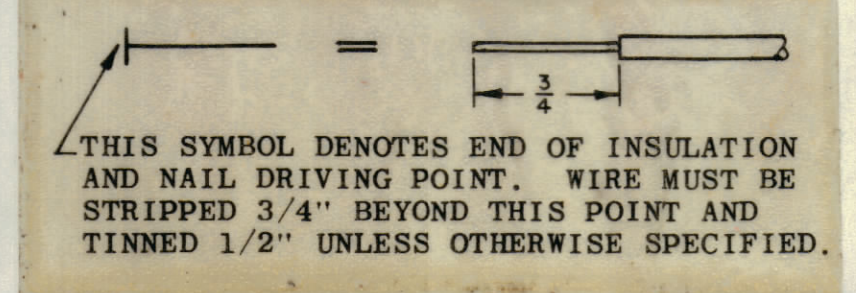 =
3/4
THIS SYMBOL DENOTES END OF INSULATION
AND NAIL DRIVING POINT. WIRE MUST BE
STRIPPED 3/4" BEYOND THIS POINT AND
TINNED 1/2" UNLESS OTHERWISE SPECIFIED.